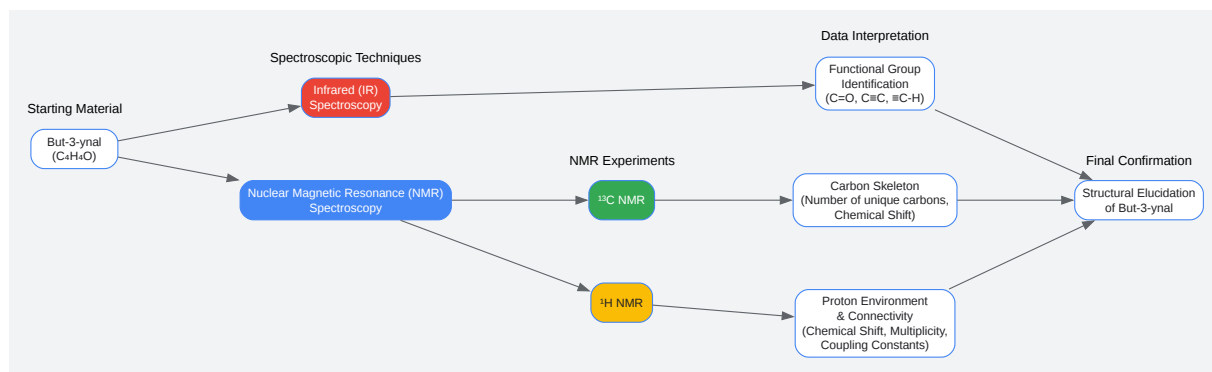 Data Interpretation
Spectroscopic Techniques
Functional Group
Identification
(C=O, C≡C, ≡C-H)
Infrared (IR)
Spectroscopy
Starting Material
But-3-ynal
(C₄H₄O)
NMR Experiments
Final Confirmation
Nuclear Magnetic Resonance (NMR)
Spectroscopy
¹³C NMR
Carbon Skeleton
(Number of unique carbons,
Chemical Shift)
Structural Elucidation
of But-3-ynal
¹H NMR
Proton Environment
& Connectivity
(Chemical Shift, Multiplicity,
Coupling Constants)